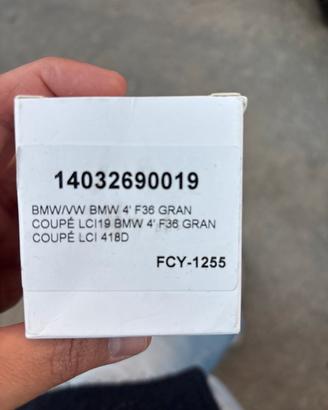 14032690019
BMW/VW BMW 4' F36 GRAN
COUPÉ LCI19 BMW 4' F36 GRAN
COUPÉ LCI 418D
FCY-1255